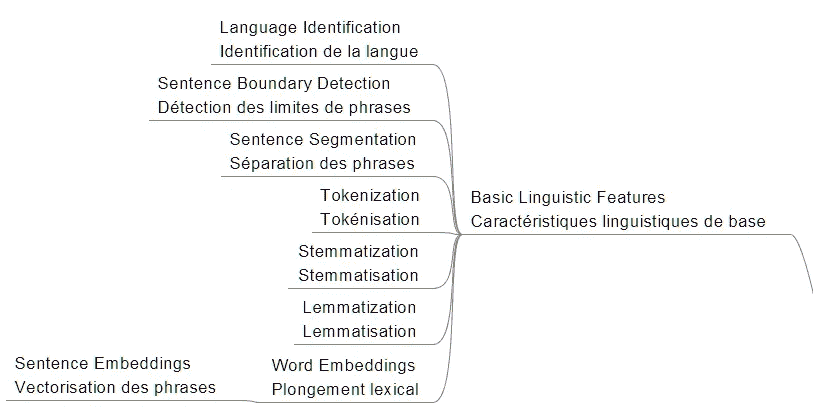 Language Identification
Identification de la langue
Sentence Boundary Detection
Détection des limites de phrases
Sentence Segmentation
Séparation des phrases
Tokenization
Tokénisation
Stemmatization
Stemmatisation
Lemmatization
Lemmatisation
Word Embeddings
Plongement lexical
Sentence Embeddings
Vectorisation des phrases
Basic Linguistic Features
Caractéristiques linguistiques de base